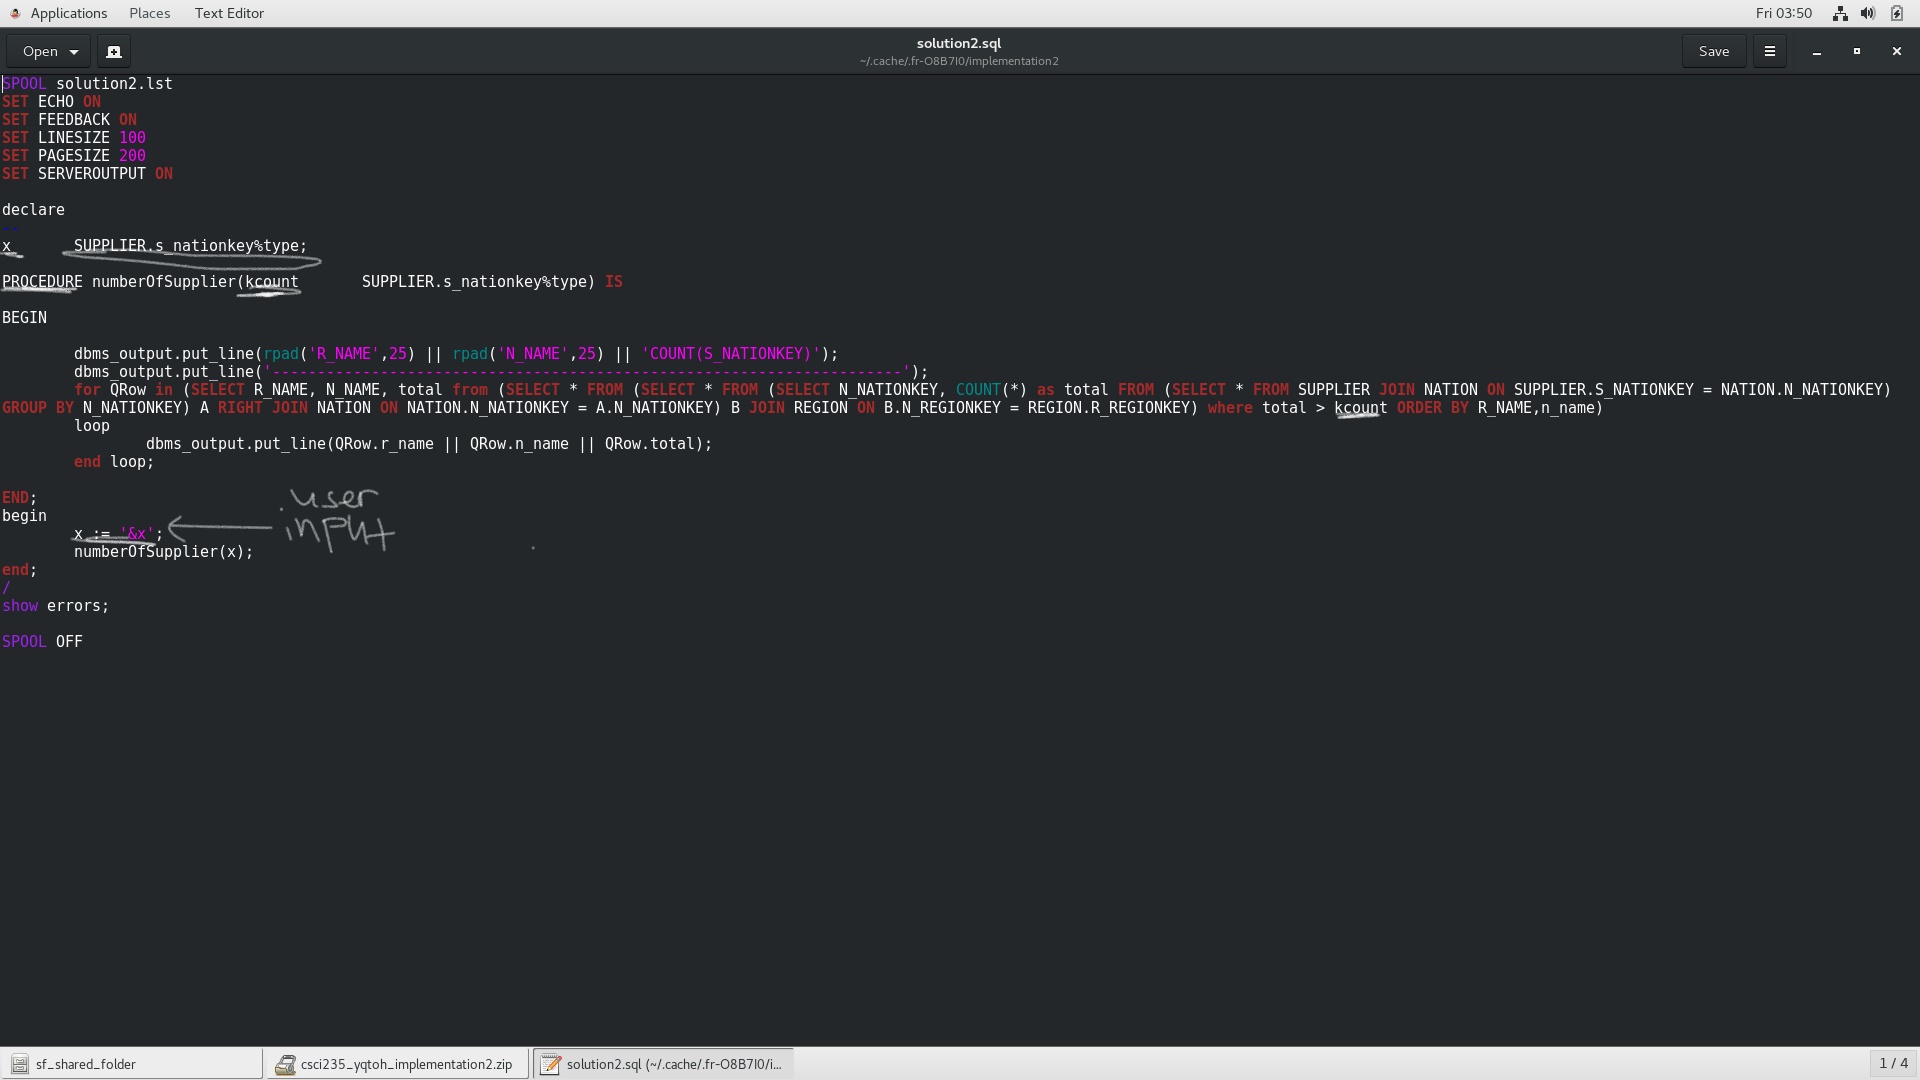 Applications Places Text Editor Fri 03:50
Open solution2.sql Save
~/.cache/.fr-O8B7I0/implementation2
SPOOL solution2.lst
SET ECHO ON
SET FEEDBACK ON
SET LINESIZE 100
SET PAGESIZE 200
SET SERVEROUTPUT ON
declare
--
x SUPPLIER.s_nationkey%type;
PROCEDURE numberOfSupplier(kcount SUPPLIER.s_nationkey%type) IS
BEGIN
dbms_output.put_line(rpad('R_NAME',25) || rpad('N_NAME',25) || 'COUNT(S_NATIONKEY)');
dbms_output.put_line('----------------------------------------------------------------------');
for QRow in (SELECT R_NAME, N_NAME, total from (SELECT * FROM (SELECT * FROM (SELECT N_NATIONKEY, COUNT(*) as total FROM (SELECT * FROM SUPPLIER JOIN NATION ON SUPPLIER.S_NATIONKEY = NATION.N_NATIONKEY)
GROUP BY N_NATIONKEY) A RIGHT JOIN NATION ON NATION.N_NATIONKEY = A.N_NATIONKEY) B JOIN REGION ON B.N_REGIONKEY = REGION.R_REGIONKEY) where total > kcount ORDER BY R_NAME,n_name)
loop
dbms_output.put_line(QRow.r_name || QRow.n_name || QRow.total);
end loop;
END;
begin
x := '&x';
user
input
numberOfSupplier(x);
end;
/
show errors;
SPOOL OFF
sf_shared_folder csci235_yqtoh_implementation2.zip solution2.sql (~/.cache/.fr-O8B7I0/i... 1 / 4